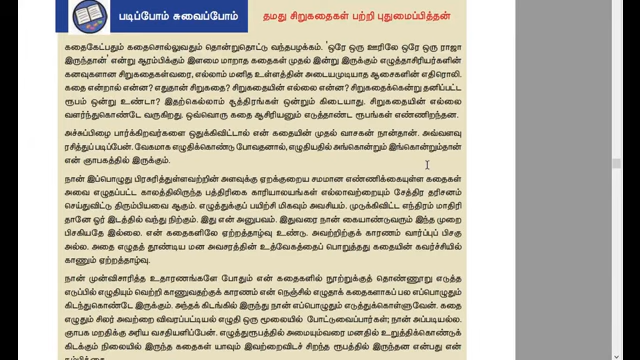 படிப்போம் சுவைப்போம்
தமது சிறுகதைகள் பற்றி புதுமைப்பித்தன்
கதைகேட்பதும் கதைசொல்லுவதும் தொன்றுதொட்டு வந்தபழக்கம். 'ஒரே ஒரு ஊரிலே ஒரே ஒரு ராஜா
இருந்தான்' என்று ஆரம்பிக்கும் இளமை மாறாத கதைகள் முதல் இன்று இருக்கும் எழுத்தாசிரியர்களின்
கனவுகளான சிறுகதைகள்வரை, எல்லாம் மனித உள்ளத்தின் அடையமுடியாத ஆசைகளின் எதிரொலி.
கதை என்றால் என்ன? எதுதான் சிறுகதை? சிறுகதையின் எல்லை என்ன? சிறுகதைக்கென்று தனிப்பட்ட
ரூபம் ஒன்று உண்டா? இதற்கெல்லாம் சூத்திரங்கள் ஒன்றும் கிடையாது. சிறுகதையின் எல்லை
வளர்ந்துகொண்டே வருகிறது. ஒவ்வொரு கதை ஆசிரியனும் எடுத்தாண்ட ரூபங்கள் எண்ணிறந்தன.
அச்சுப்பிழை பார்க்கிறவர்களை ஒதுக்கிவிட்டால் என் கதையின் முதல் வாசகன் நான்தான். அவ்வளவு
ரசித்துப் படிப்பேன். வேகமாக எழுதிக்கொண்டு போவதனால், எழுதியதில் அங்கொன்றும் இங்கொன்றும்தான்
என் ஞாபகத்தில் இருக்கும்.
நான் இப்பொழுது பிரசுரித்துள்ளவற்றின் அளவுக்கு ஏறக்குறைய சமமான எண்ணிக்கையுள்ள கதைகள்
அவை எழுதப்பட்ட காலத்திலிருந்த பத்திரிகை காரியாலயங்கள் எல்லாவற்றையும் சேத்திர தரிசனம்
செய்துவிட்டு திரும்பியவை ஆகும். எழுத்துக்குப் பயிற்சி மிகவும் அவசியம். முடுக்கிவிட்ட எந்திரம் மாதிரி
தானே ஓர் இடத்தில் வந்து நிற்கும். இது என் அனுபவம். இதுவரை நான் கையாண்டுவரும் இந்த முறை
பிசகியதே இல்லை. என் கதைகளிலே ஏற்றத்தாழ்வு உண்டு. அவற்றிற்குக் காரணம் வார்ப்புப் பிசகு
அல்ல. அதை எழுதத் தூண்டிய மன அவசரத்தின் உத்வேகத்தைப் பொறுத்தது கதையின் கவர்ச்சியில்
காணும் ஏற்றத்தாழ்வு.
நான் முன்விசாரித்த உதாரணங்களே போதும் என் கதைகளில் நூற்றுக்குத் தொண்ணூறு எடுத்த
எடுப்பில் எழுதியும் வெற்றி காணுவதற்குக் காரணம் என் நெஞ்சில் எழுதாக் கதைகளாகப் பல எப்பொழுதும்
கிடந்துகொண்டே இருக்கும். அந்தக் கிடங்கில் இருந்து நான் எப்பொழுதும் எடுத்துக்கொள்ளுவேன். கதை
எழுதும் சிலர் அவற்றை விவரப்பட்டியல் எழுதி ஒரு மூலையில் போட்டுவைப்பார்கள்; நான் அப்படியல்ல.
ஞாபக மறதிக்கு அரிய வசதியளிப்பேன். எழுத்துரூபத்தில் அமையும்வரை மனதில் உறுத்திக்கொண்டுக்
கிடக்கும் நிலையில் இருந்த கதைகள் யாவும் இவற்றைவிடச் சிறந்த ரூபத்தில் இருந்தன என்பது என்